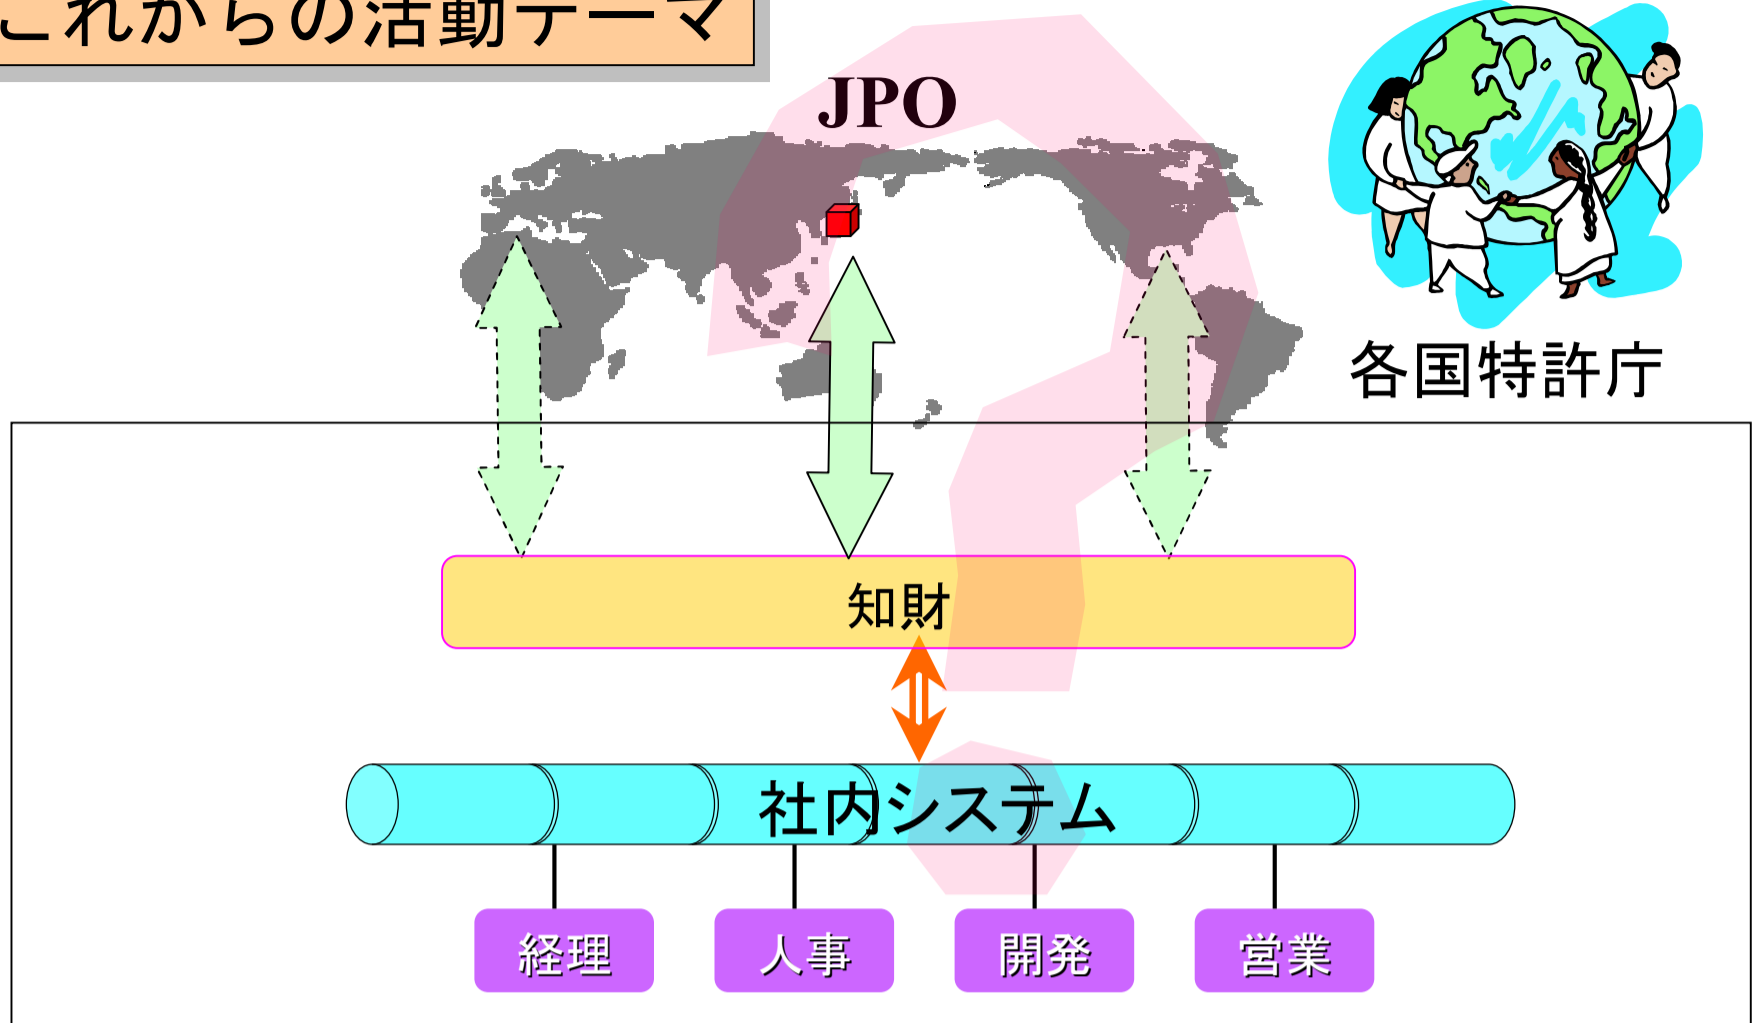 これからの活動テーマ
JPO
各国特許庁
知財
社内システム
経理
人事
開発
営業